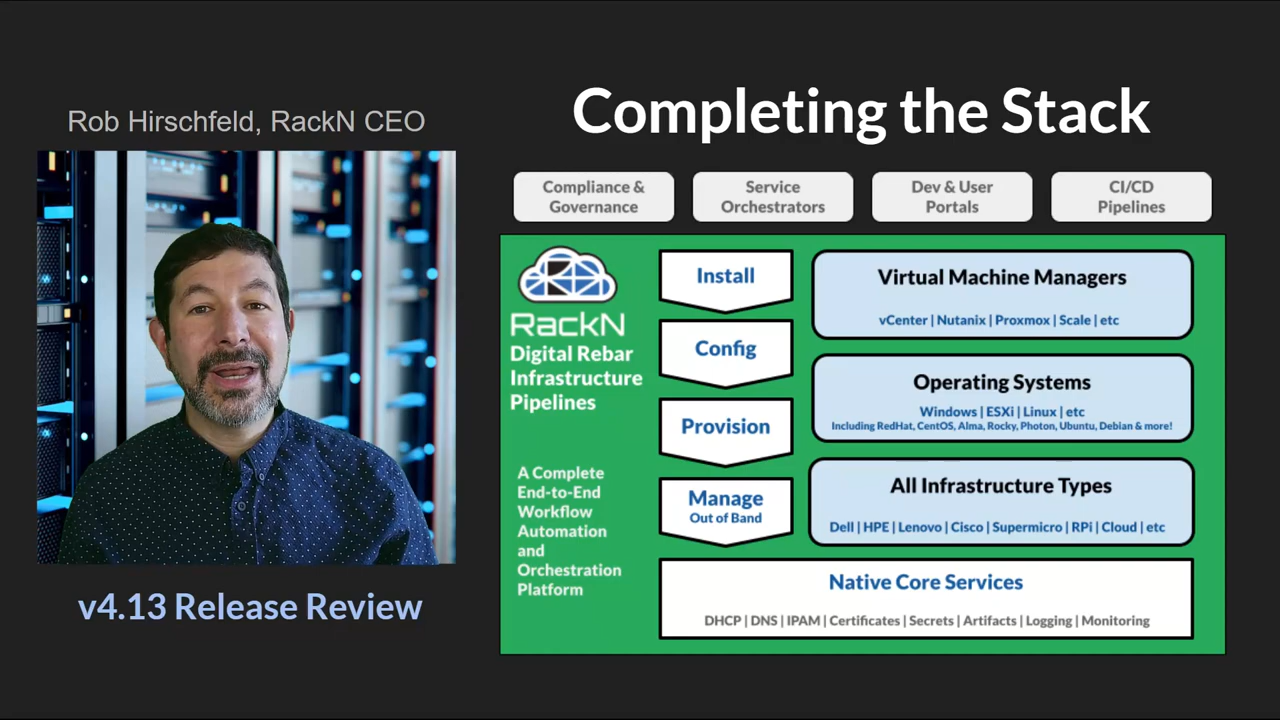 Rob Hirschfeld, RackN CEO
v4.13 Release Review
Completing the Stack
Compliance &
Governance
Service
Orchestrators
Dev & User
Portals
CI/CD
Pipelines
RackN
Digital Rebar
Infrastructure
Pipelines
A Complete
End-to-End
Workflow
Automation
and
Orchestration
Platform
Install
Config
Provision
Manage
Out of Band
Virtual Machine Managers
vCenter | Nutanix | Proxmox | Scale | etc
Operating Systems
Windows | ESXi | Linux | etc
Including RedHat, CentOS, Alma, Rocky, Photon, Ubuntu, Debian & more!
All Infrastructure Types
Dell | HPE | Lenovo | Cisco | Supermicro | RPi | Cloud | etc
Native Core Services
DHCP | DNS | IPAM | Certificates | Secrets | Artifacts | Logging | Monitoring